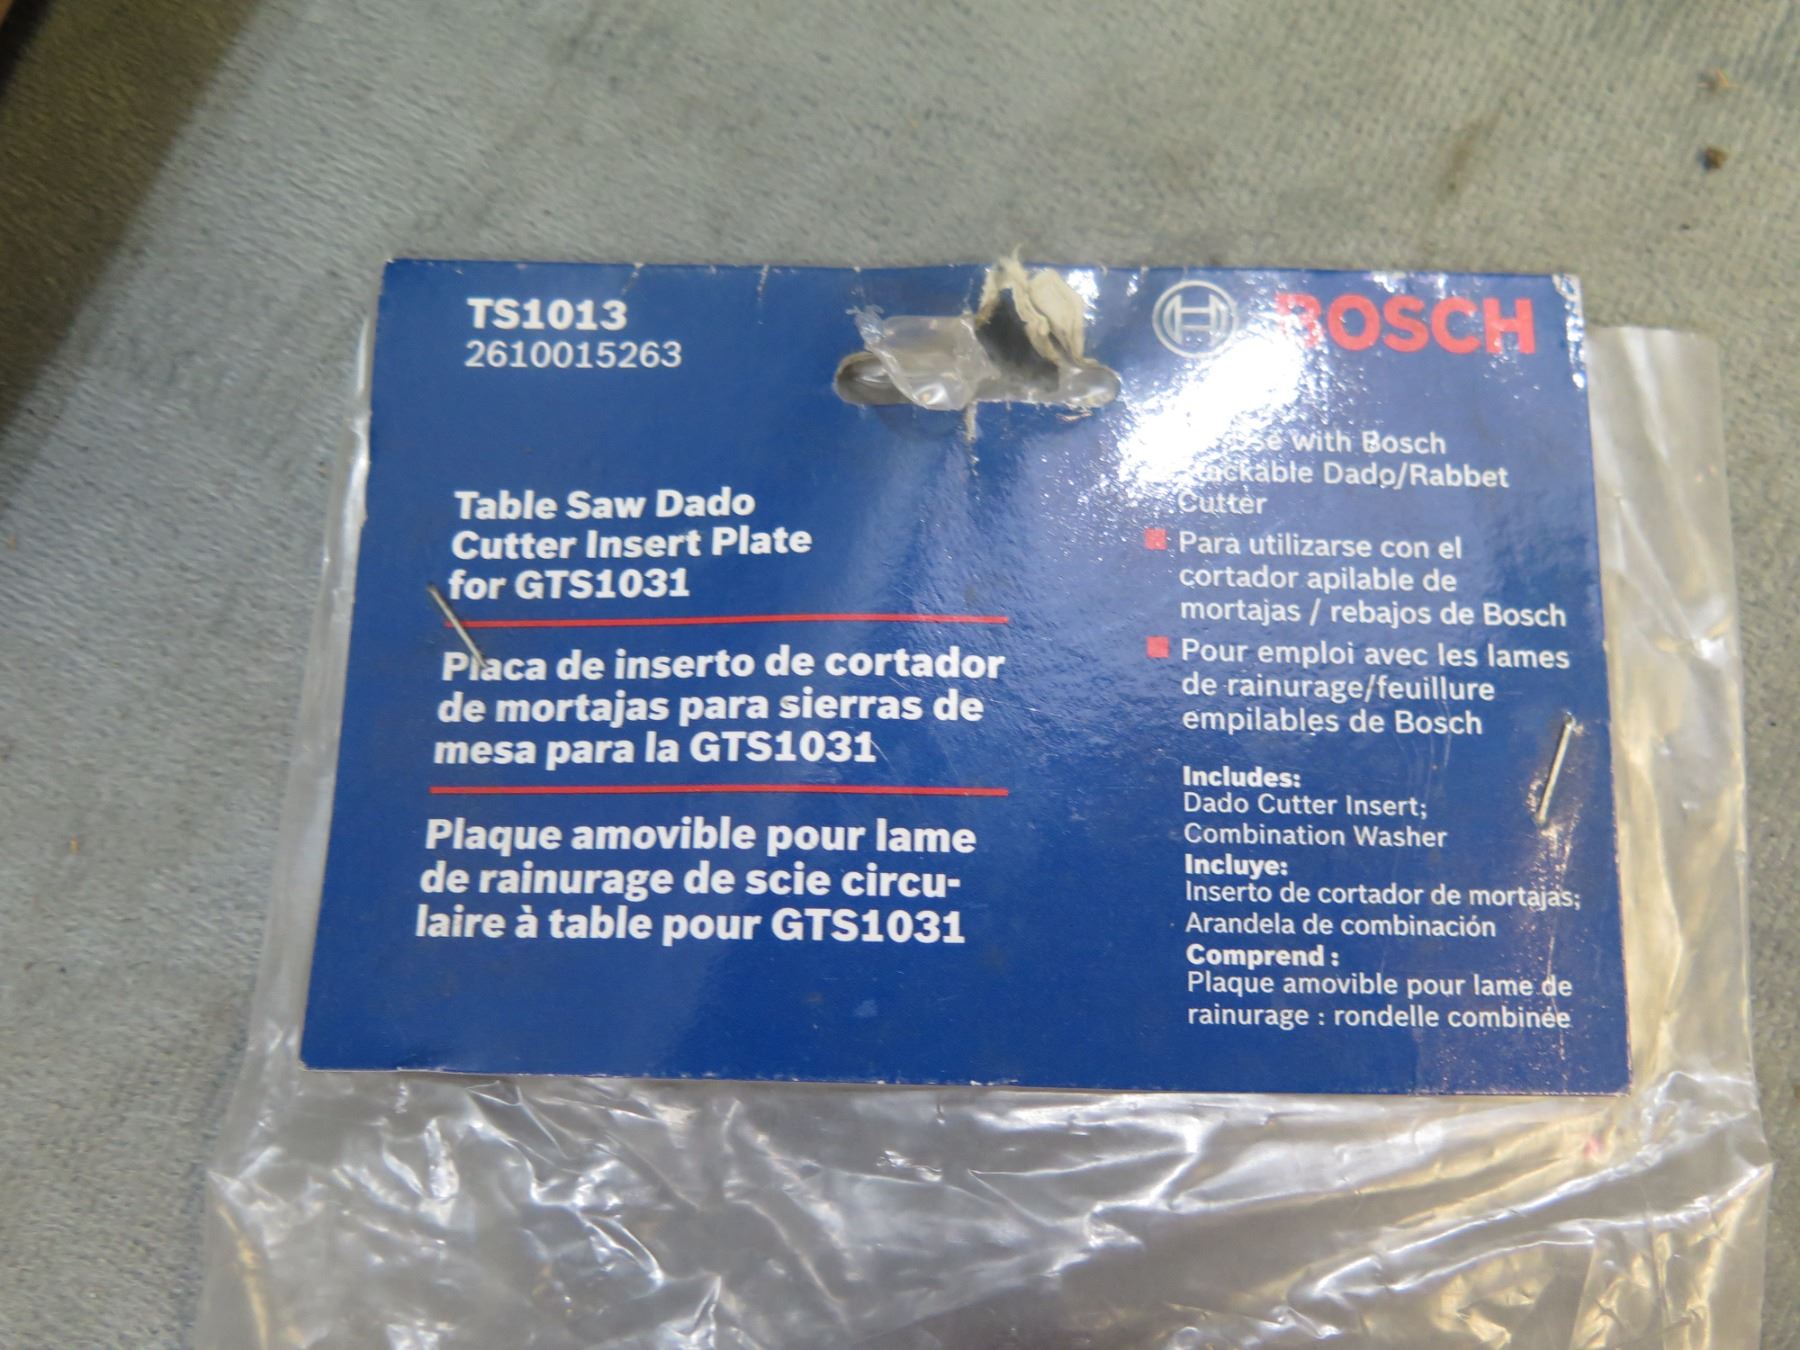 TS1013
2610015263
BOSCH
Table Saw Dado
Cutter Insert Plate
for GTS1031
Placa de inserto de cortador
de mortajas para sierras de
mesa para la GTS1031
Plaque amovible pour lame
de rainurage de scie circu-
laire à table pour GTS1031
with Bosch
Dado/Rabbet
Cutter
Para utilizarse con el
cortador apilable de
mortajas / rebajos de Bosch
Pour emploi avec les lames
de rainurage/feuillure
empilables de Bosch
Includes:
Dado Cutter Insert;
Combination Washer
Incluye:
Inserto de cortador de mortajas;
Arandela de combinación
Comprend :
Plaque amovible pour lame de
rainurage : rondelle combinée